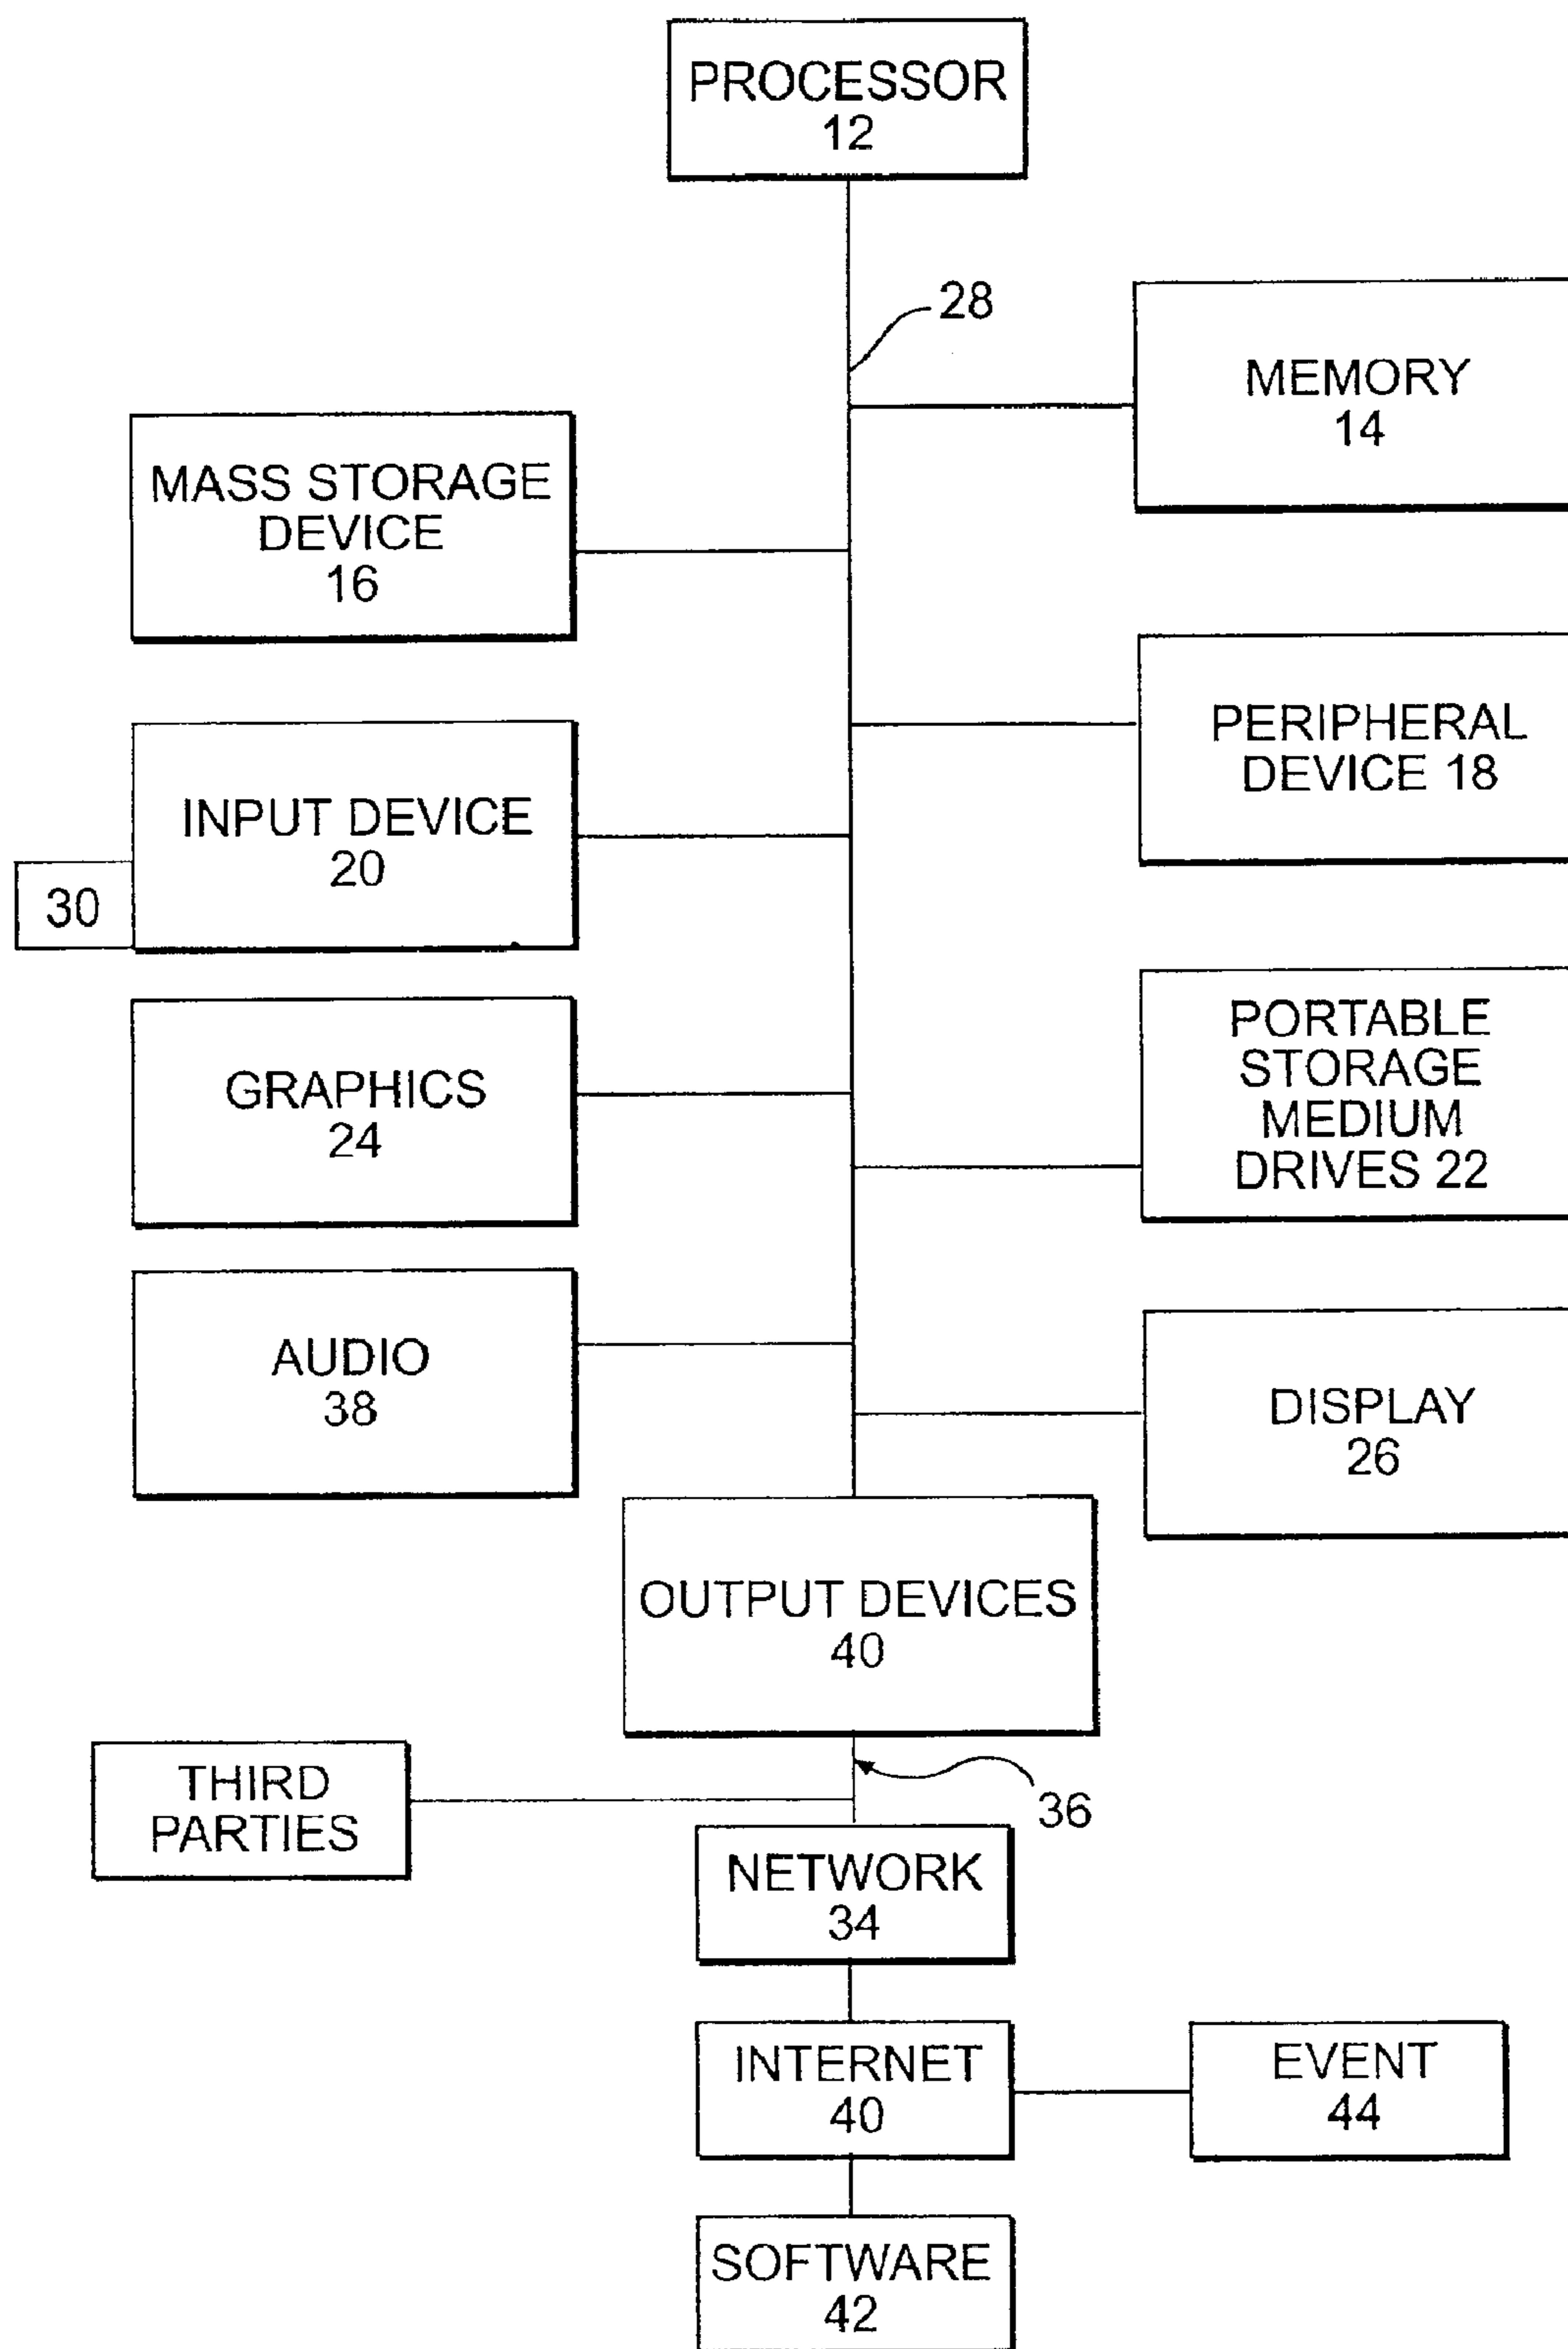 PROCESSOR
12
28
MEMORY
14
MASS STORAGE
DEVICE
16
PERIPHERAL
DEVICE 18
INPUT DEVICE
20
30
PORTABLE
STORAGE
MEDIUM
DRIVES 22
GRAPHICS
24
AUDIO
38
DISPLAY
26
OUTPUT DEVICES
40
THIRD
PARTIES
36
NETWORK
34
INTERNET
40
EVENT
44
SOFTWARE
42